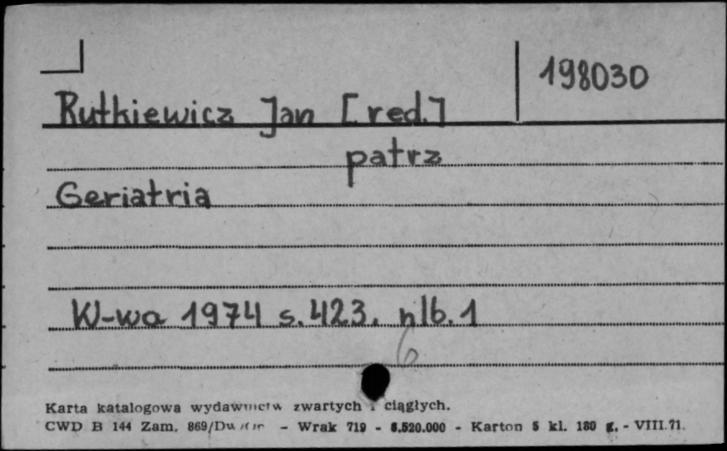 198030
Rutkiewicz Jan [red.]
patrz
Geriatria
W-wa 1974 s. 423. nlb. 1
6
Karta katalogowa wydawnictw zwartych i ciągłych.
CWD B 144 Zam. 869/ - Wrak 719 - 8.520.000 - Karton 5 kl. 180 g. - VIII.71.